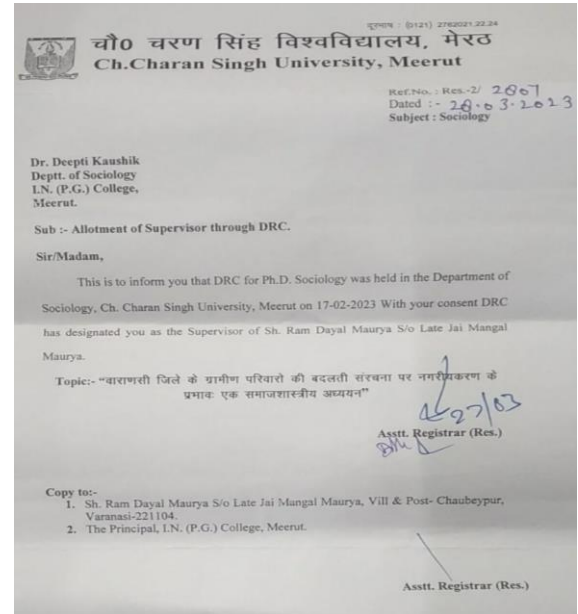 दूरभाष : (0121) 2762021,22,24
चौ0 चरण सिंह विश्वविद्यालय, मेरठ
Ch.Charan Singh University, Meerut
Ref.No. : Res.-2/ 2807
Dated :- 28.03.2023
Subject : Sociology
Dr. Deepti Kaushik
Deptt. of Sociology
I.N. (P.G.) College,
Meerut.
Sub :- Allotment of Supervisor through DRC.
Sir/Madam,
This is to inform you that DRC for Ph.D. Sociology was held in the Department of
Sociology, Ch. Charan Singh University, Meerut on 17-02-2023 With your consent DRC
has designated you as the Supervisor of Sh. Ram Dayal Maurya S/o Late Jai Mangal
Maurya.
Topic:- “वाराणसी जिले के ग्रामीण परिवारो की बदलती संरचना पर नगरीयकरण के
प्रभावः एक समाजशास्त्रीय अध्ययन”
27/03
Asstt. Registrar (Res.)
Copy to:-
1. Sh. Ram Dayal Maurya S/o Late Jai Mangal Maurya, Vill & Post- Chaubeypur,
Varanasi-221104.
2. The Principal, I.N. (P.G.) College, Meerut.
Asstt. Registrar (Res.)